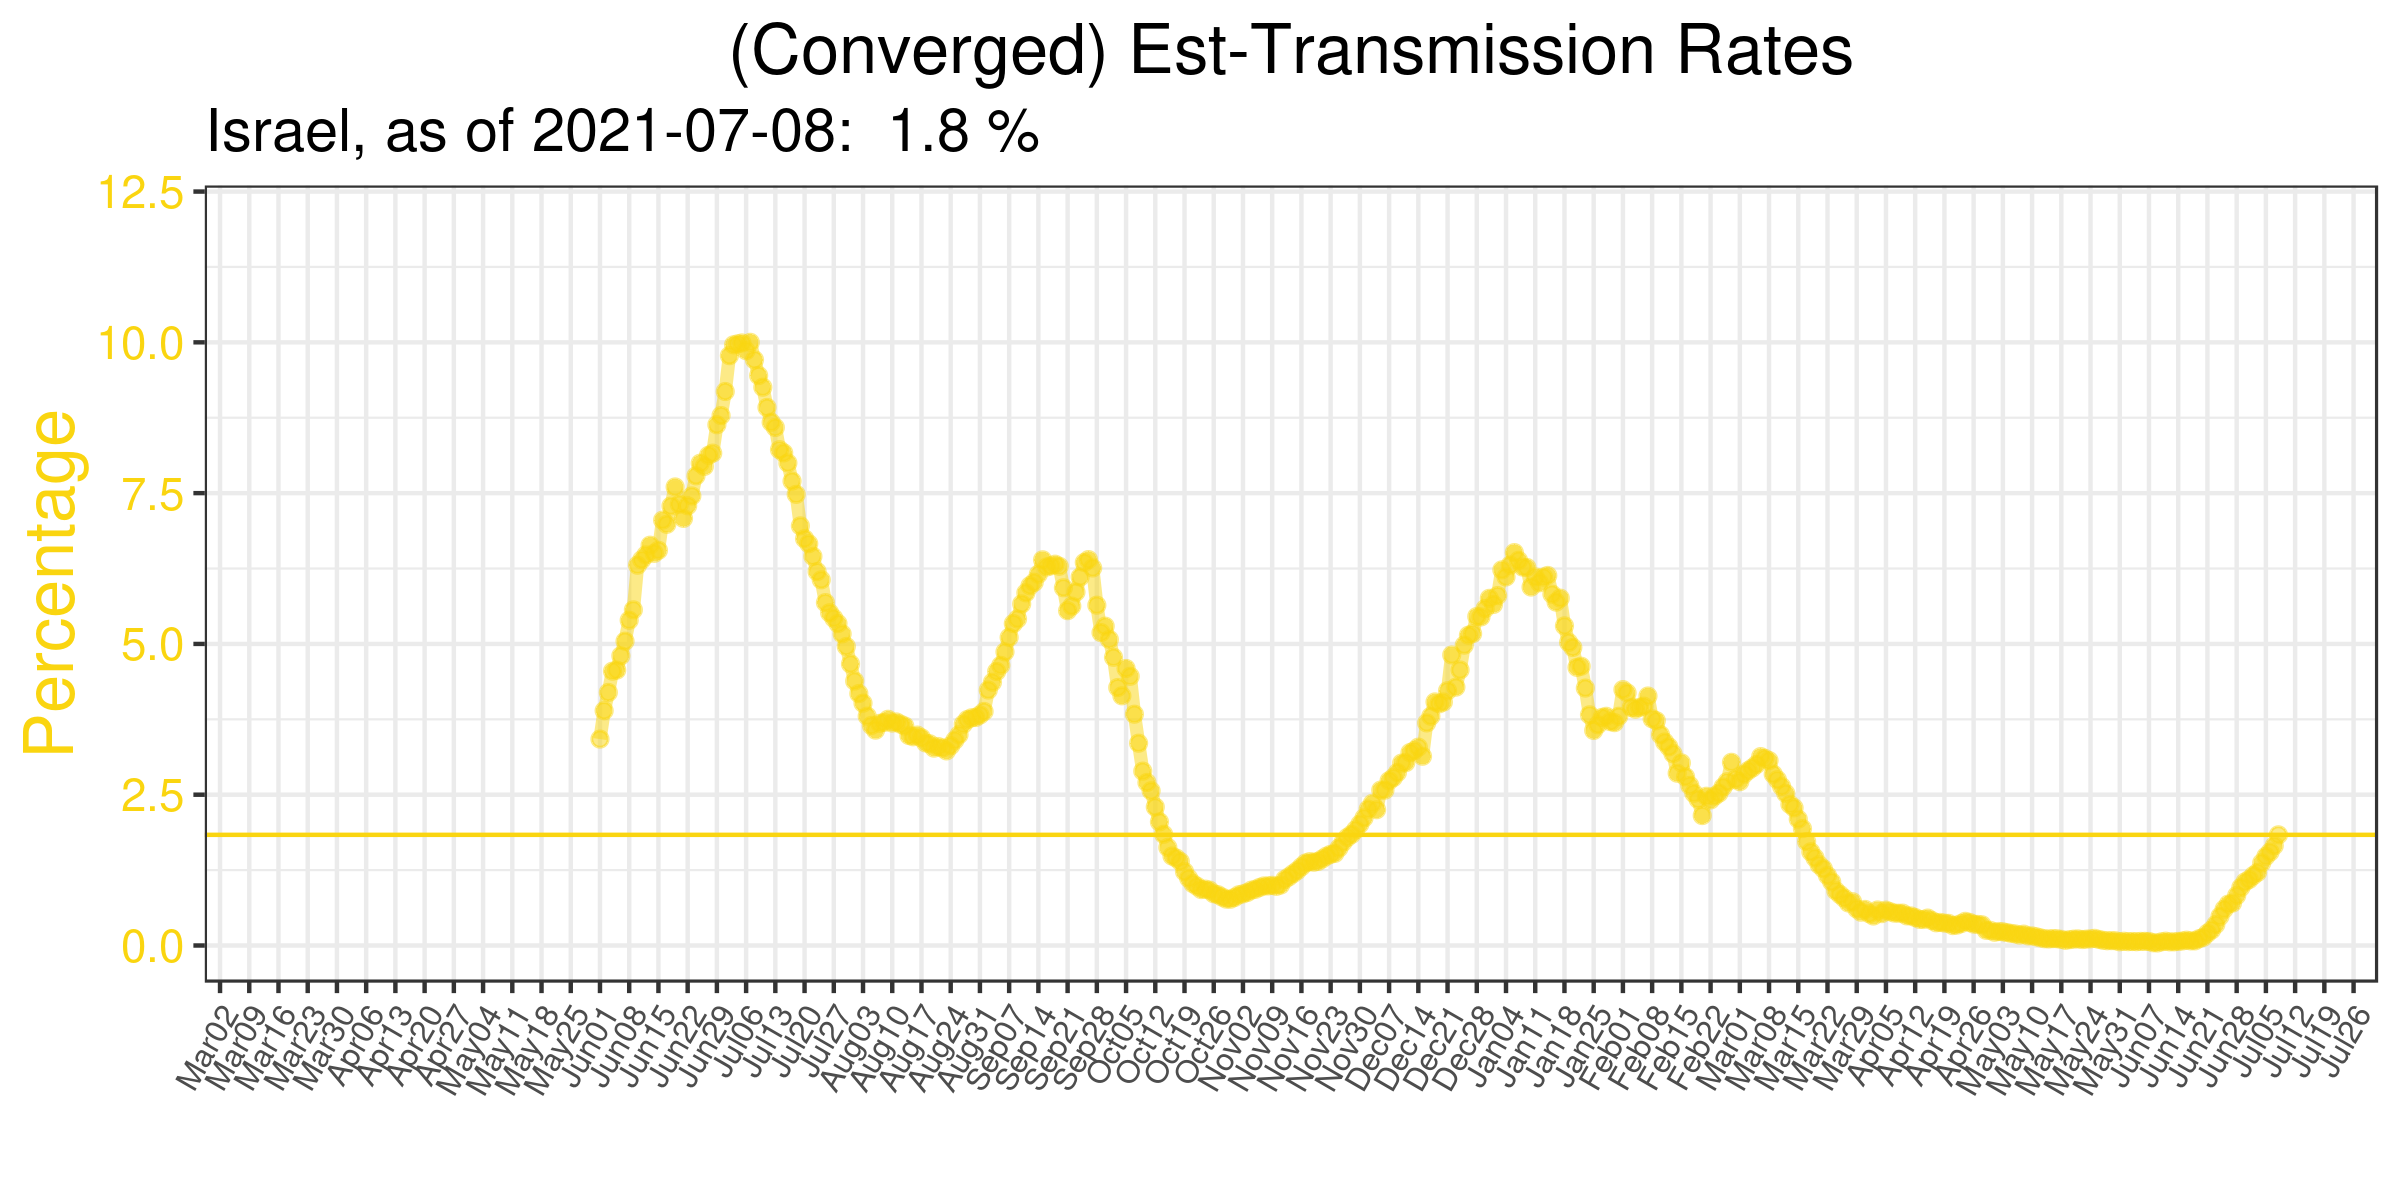 (Converged) Est-Transmission Rates
Israel, as of 2021-07-08:  1.8 %
Percentage
12.5
10.0
7.5
5.0
2.5
0.0
Mar02
Mar09
Mar16
Mar23
Mar30
Apr06
Apr13
Apr20
Apr27
May04
May11
May18
May25
Jun01
Jun08
Jun15
Jun22
Jun29
Jul06
Jul13
Jul20
Jul27
Aug03
Aug10
Aug17
Aug24
Aug31
Sep07
Sep14
Sep21
Sep28
Oct05
Oct12
Oct19
Oct26
Nov02
Nov09
Nov16
Nov23
Nov30
Dec07
Dec14
Dec21
Dec28
Jan04
Jan11
Jan18
Jan25
Feb01
Feb08
Feb15
Feb22
Mar01
Mar08
Mar15
Mar22
Mar29
Apr05
Apr12
Apr19
Apr26
May03
May10
May17
May24
May31
Jun07
Jun14
Jun21
Jun28
Jul05
Jul12
Jul19
Jul26